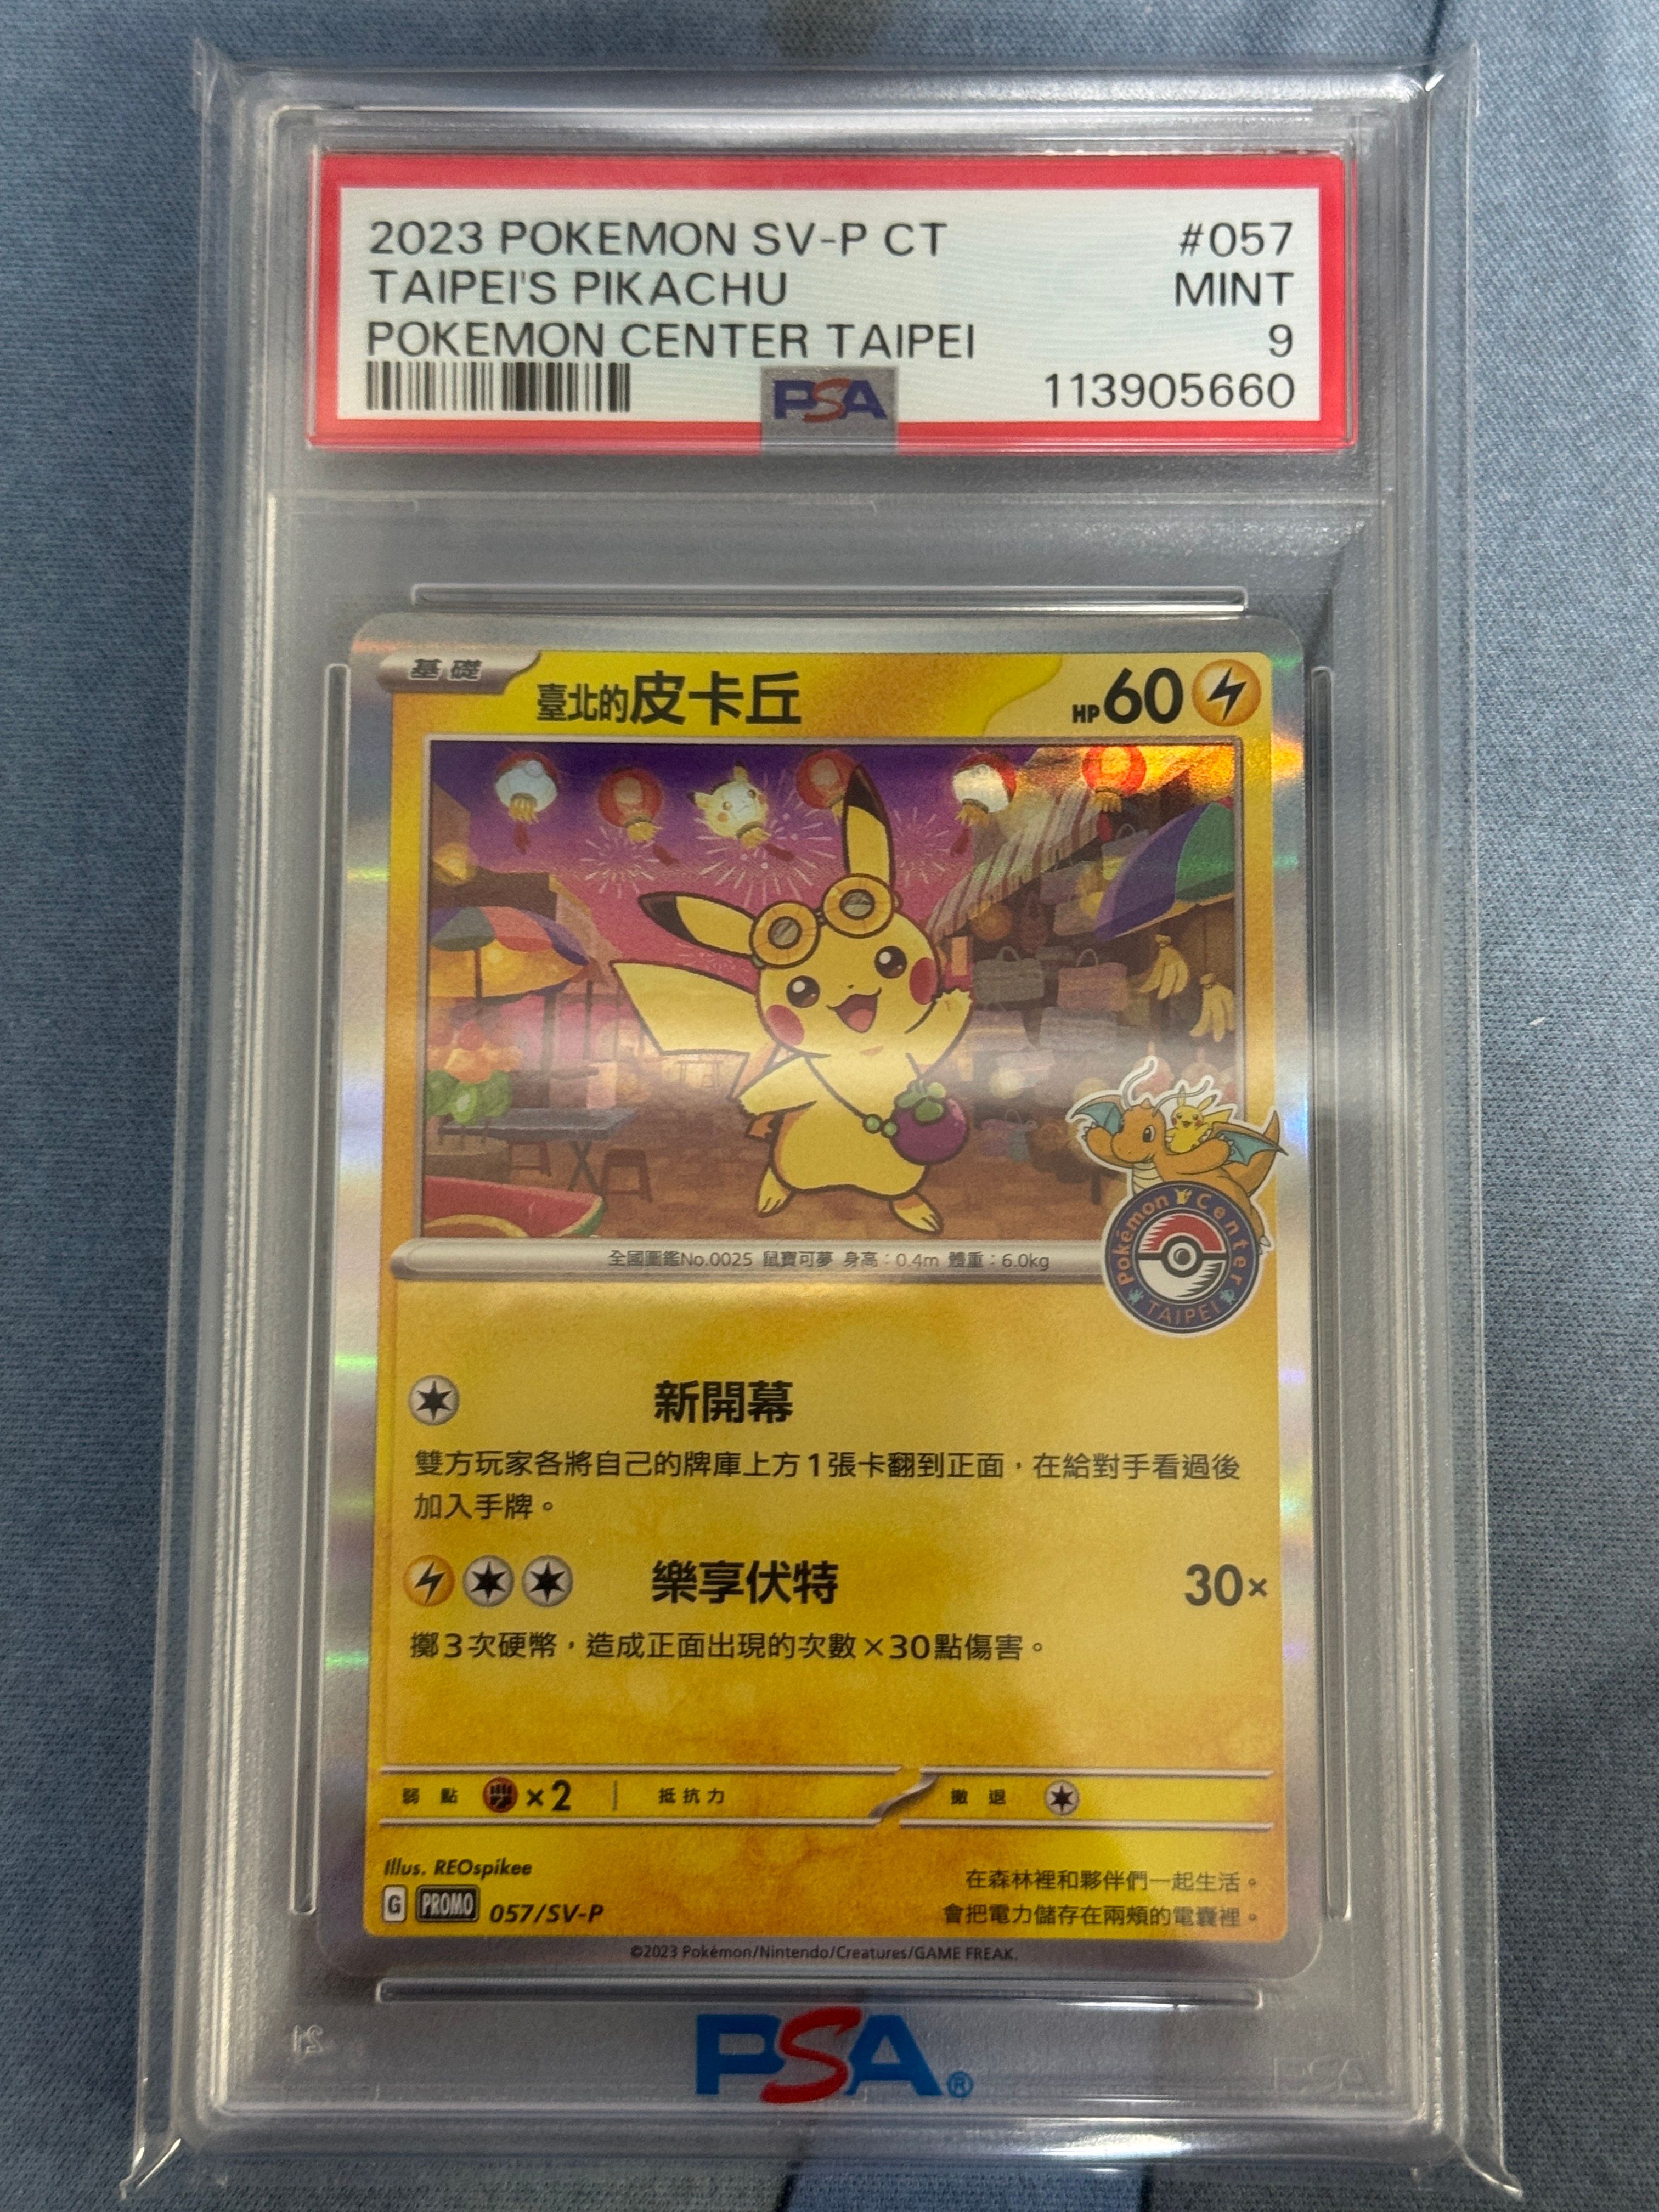 2023 POKEMON SV-P CT #057
TAIPEI'S PIKACHU MINT
POKEMON CENTER TAIPEI 9
PSA 113905660
基礎
臺北的皮卡丘 HP 60
Pokémon Center
TAIPEI
全國圖鑑No.0025 鼠寶可夢 身高：0.4m 體重：6.0kg
新開幕
雙方玩家各將自己的牌庫上方1張卡翻到正面，在給對手看過後
加入手牌。
樂享伏特 30×
擲3次硬幣，造成正面出現的次數×30點傷害。
弱點 ×2 抵抗力 撤退
Illus. REOspikee
G PROMO 057/SV-P
在森林裡和夥伴們一起生活。
會把電力儲存在兩頰的電囊裡。
©2023 Pokémon/Nintendo/Creatures/GAME FREAK.
PSA®